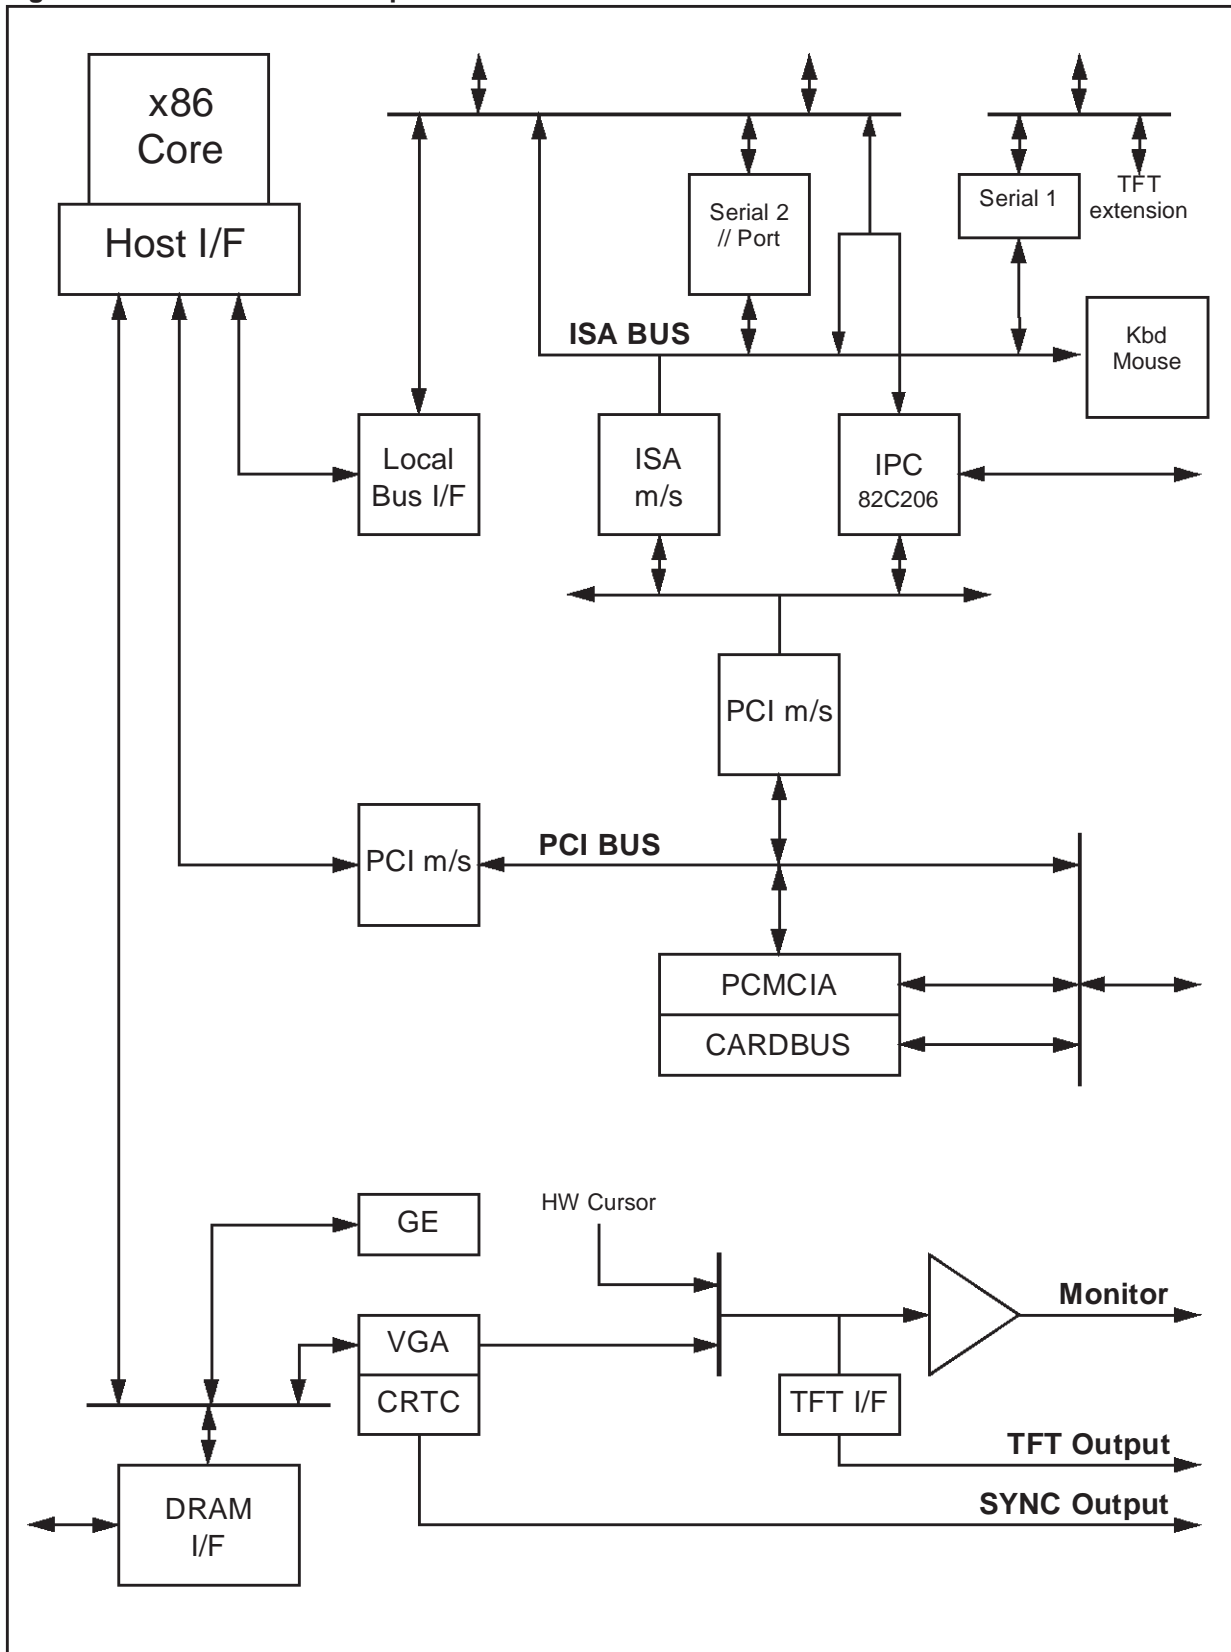 x86
Core
Host I/F
Serial 2
// Port
Serial 1
TFT
extension
ISA BUS
Kbd
Mouse
Local
Bus I/F
ISA
m/s
IPC
82C206
PCI m/s
PCI m/s
PCI BUS
PCMCIA
CARDBUS
GE
HW Cursor
VGA
CRTC
Monitor
TFT I/F
TFT Output
SYNC Output
DRAM
I/F